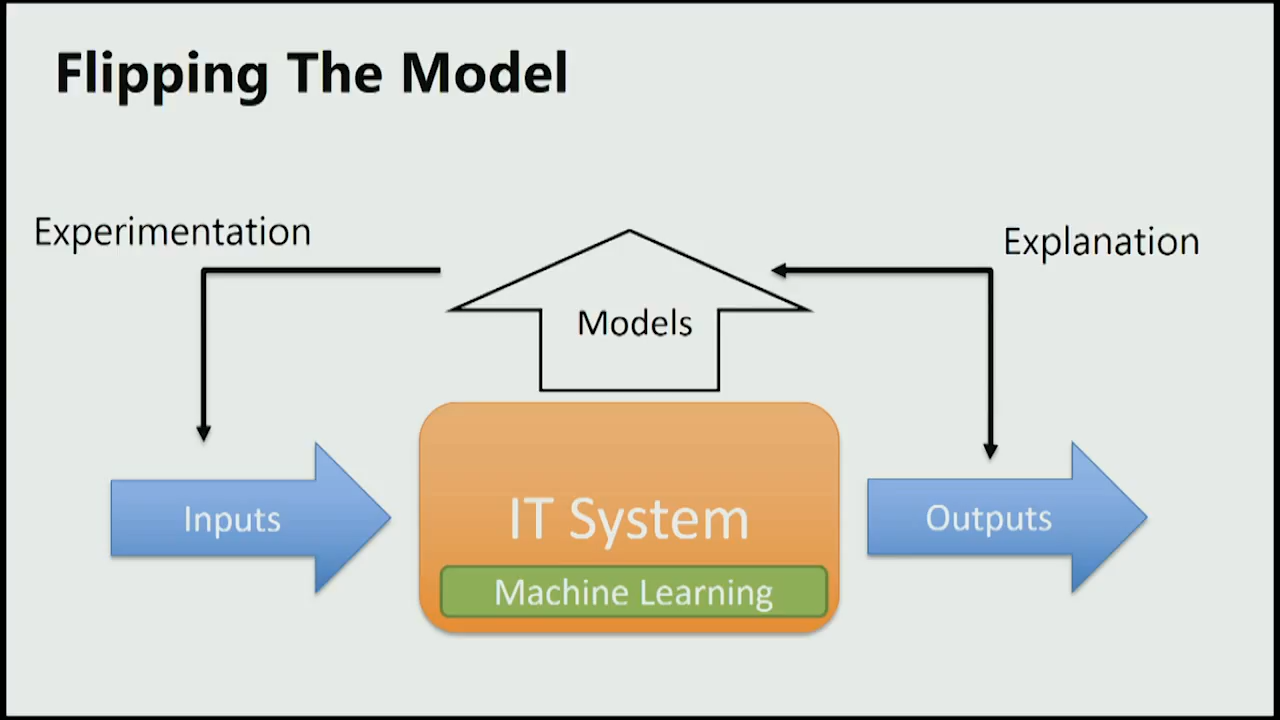 Flipping The Model
Experimentation
Explanation
Models
Inputs
IT System
Outputs
Machine Learning